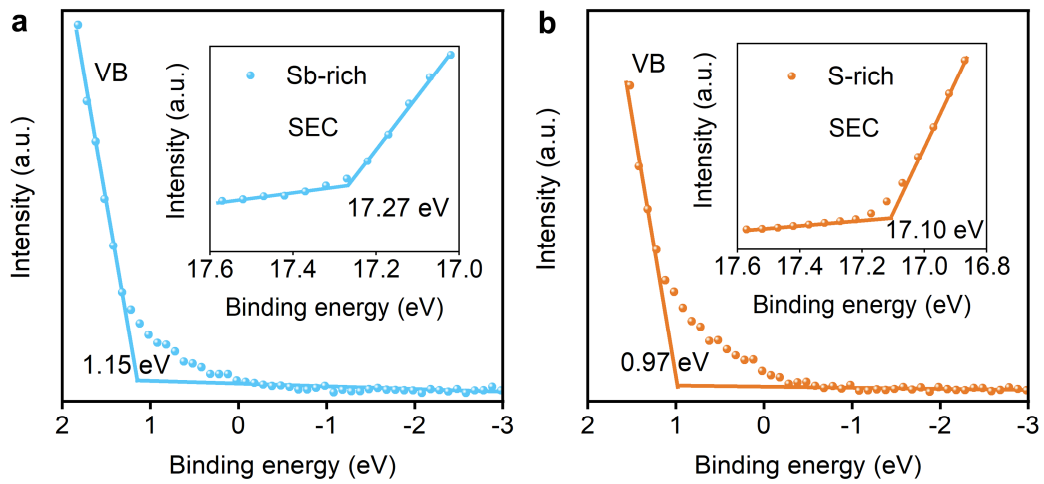 a
VB
Sb-rich
SEC
17.27 eV
Intensity (a.u.)
17.6 17.4 17.2 17.0
Binding energy (eV)
1.15 eV
Intensity (a.u.)
2 1 0 -1 -2 -3
Binding energy (eV)
b
VB
S-rich
SEC
17.10 eV
Intensity (a.u.)
17.6 17.4 17.2 17.0 16.8
Binding energy (eV)
0.97 eV
Intensity (a.u.)
2 1 0 -1 -2 -3
Binding energy (eV)